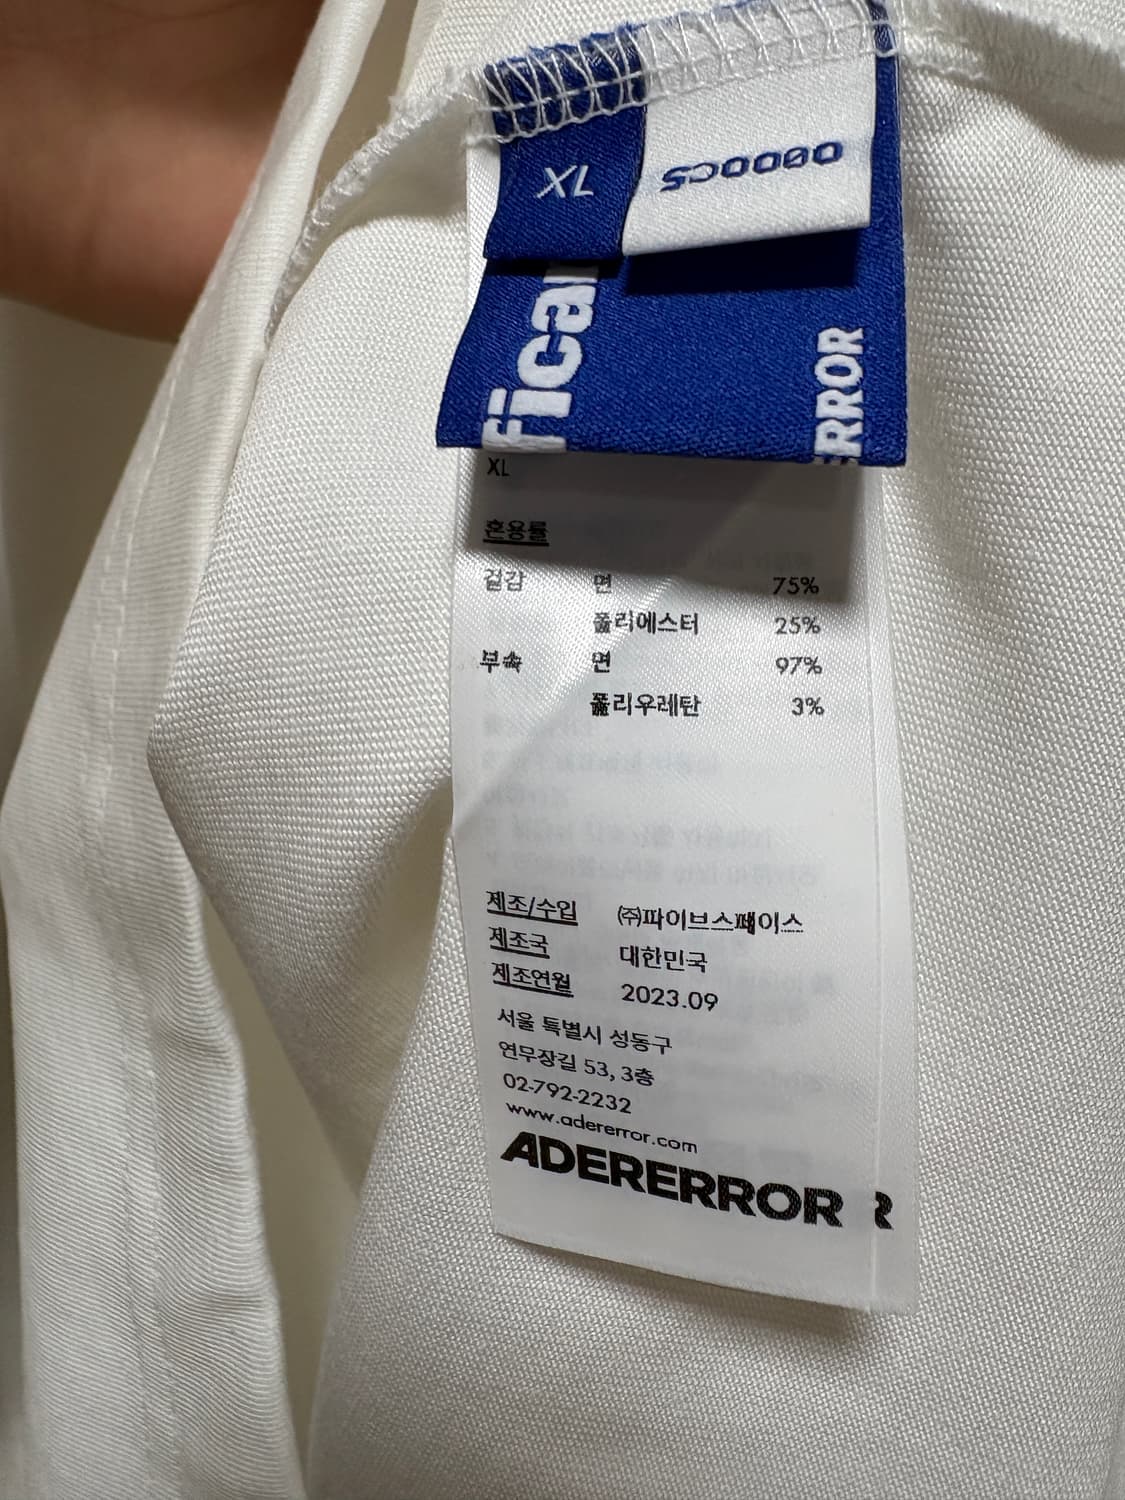 XL
Fica
ERROR
XL
혼용률
겉감 면 75%
폴리에스터 25%
부속 면 97%
폴리우레탄 3%
제조/수입 ㈜파이브스페이스
제조국 대한민국
제조연월 2023.09
서울 특별시 성동구
연무장길 53, 3층
02-792-2232
www.adererror.com
ADERERROR R